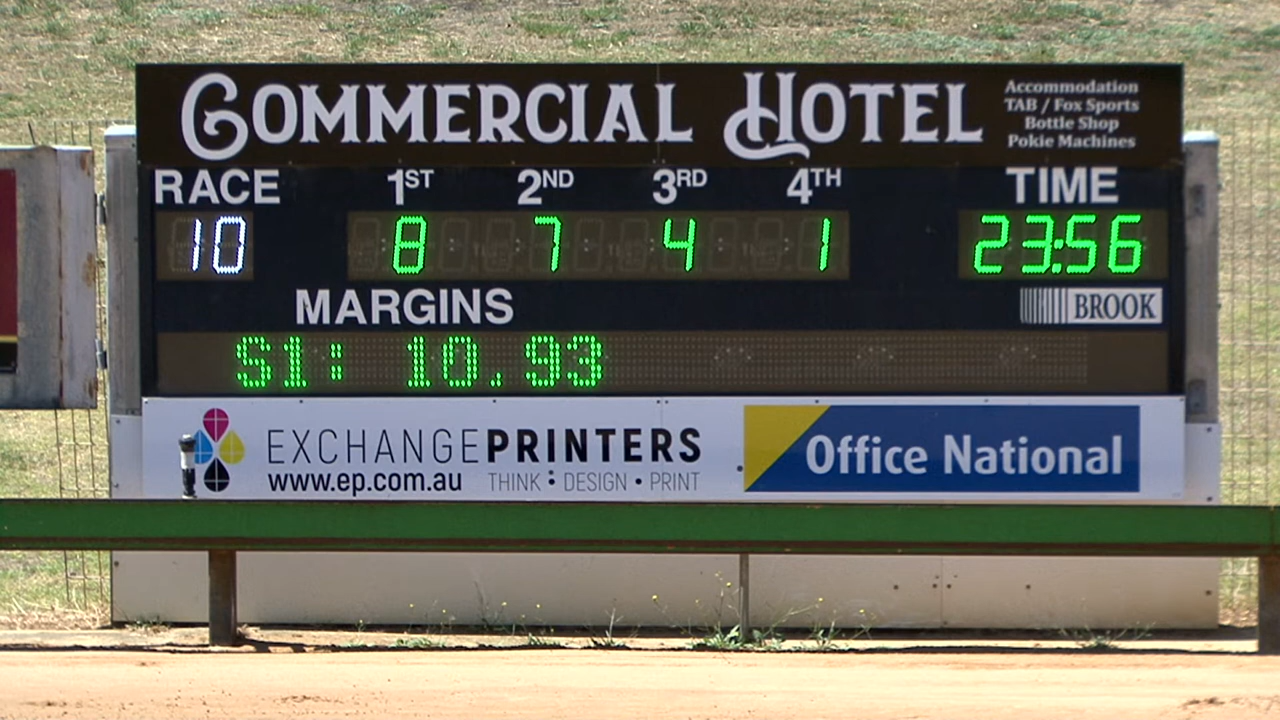 COMMERCIAL HOTEL
Accommodation
TAB / Fox Sports
Bottle Shop
Pokie Machines
RACE 1ST 2ND 3RD 4TH TIME
10 8 7 4 1 23:56
MARGINS
BROOK
S1: 10.93
EXCHANGEPRINTERS
www.ep.com.au THINK : DESIGN • PRINT
Office National